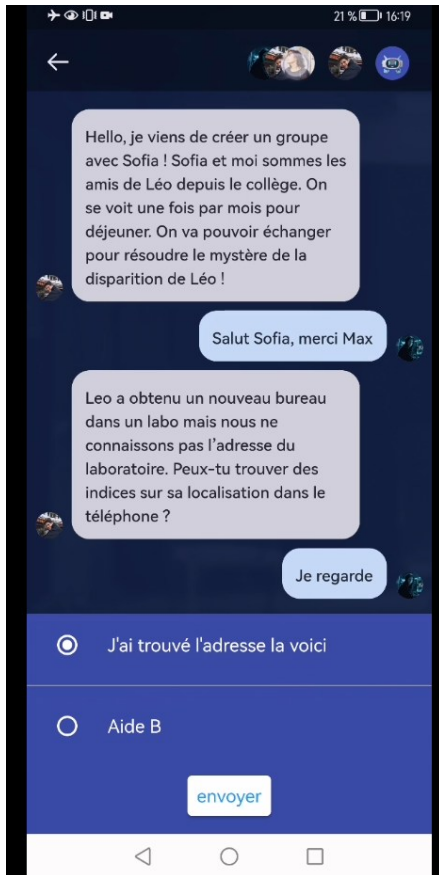 21 % 16:19
Hello, je viens de créer un groupe
avec Sofia ! Sofia et moi sommes les
amis de Léo depuis le collège. On
se voit une fois par mois pour
déjeuner. On va pouvoir échanger
pour résoudre le mystère de la
disparition de Léo !
Salut Sofia, merci Max
Leo a obtenu un nouveau bureau
dans un labo mais nous ne
connaissons pas l’adresse du
laboratoire. Peux-tu trouver des
indices sur sa localisation dans le
téléphone ?
Je regarde
J'ai trouvé l'adresse la voici
Aide B
envoyer